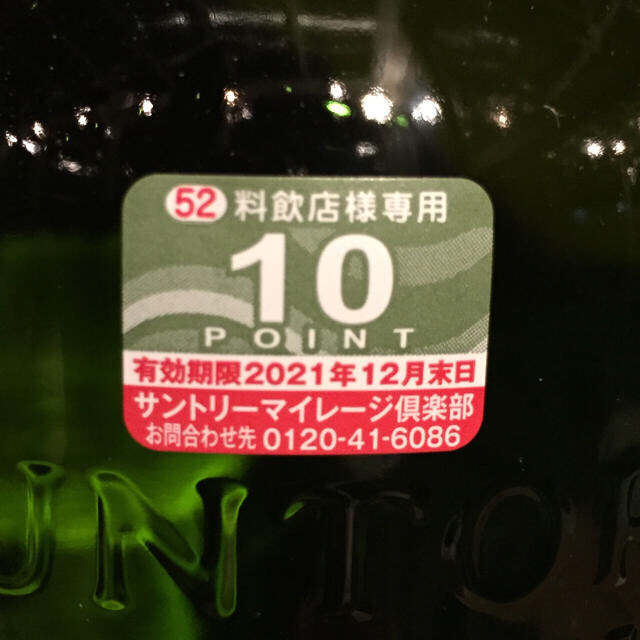 52 料飲店様専用
10
POINT
有効期限2021年12月末日
サントリーマイレージ倶楽部
お問合わせ先 0120-41-6086
UNTOR